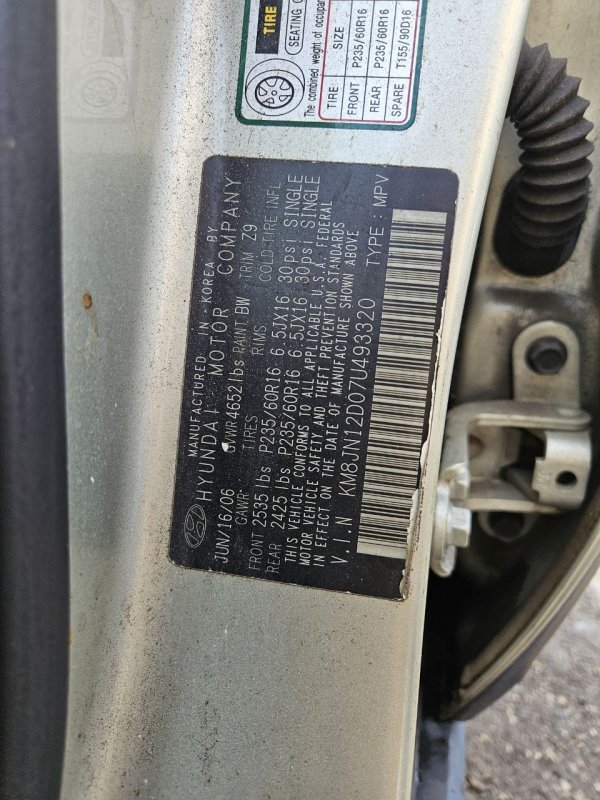 TIRE
SEATING
The combined weight of occupa
TIRE SIZE
FRONT P235/60R16
REAR P235/60R16
SPARE T155/90D16
MANUFACTURED IN KOREA BY
HYUNDAI MOTOR COMPANY
JUN/16/06 GVWR4652 lbs PAINT BW TRIM Z9
GAWR: TIRES RIMS COLD TIRE INFL
FRONT 2535 lbs P235/60R16 6.5JX16 30psi SINGLE
REAR 2425 lbs P235/60R16 6.5JX16 30psi SINGLE
THIS VEHICLE CONFORMS TO ALL APPLICABLE U.S.A. FEDERAL
MOTOR VEHICLE SAFETY AND THEFT PREVENTION STANDARDS
IN EFFECT ON THE DATE OF MANUFACTURE SHOWN ABOVE
V.I.N KM8JN12D07U493320 TYPE : MPV